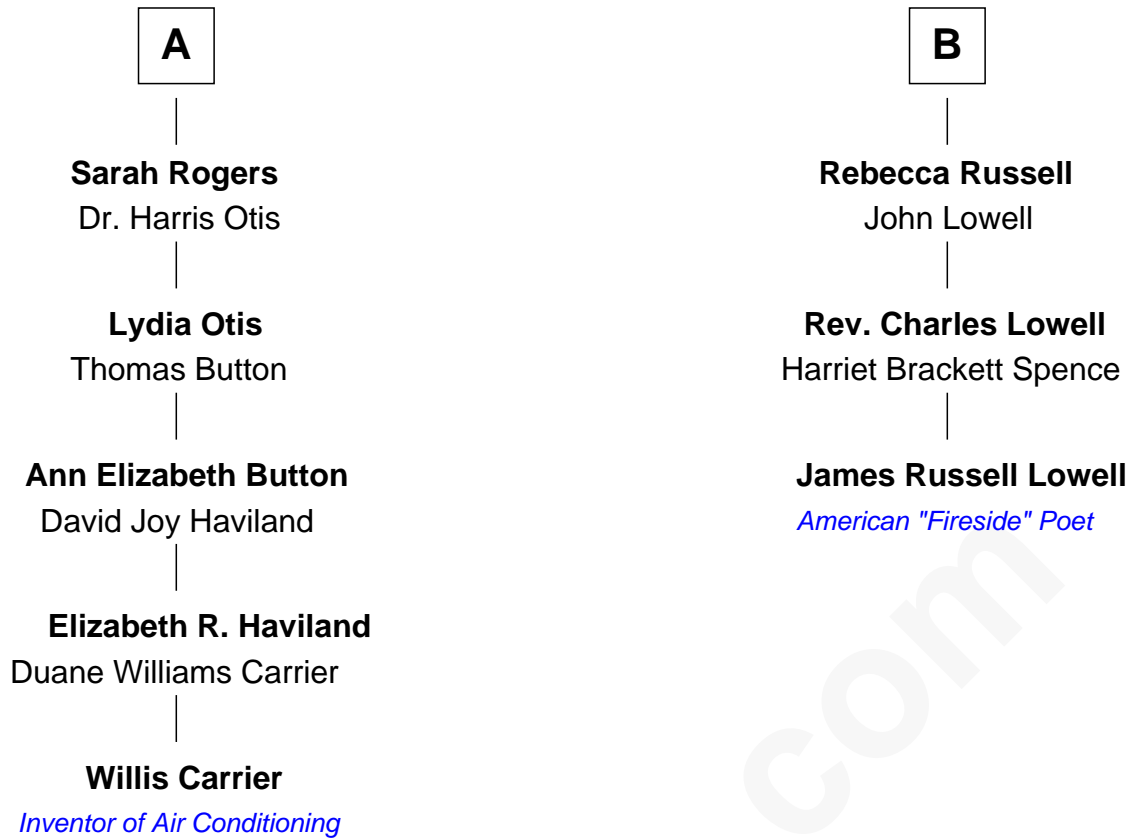 A
Sarah Rogers
Dr. Harris Otis
Lydia Otis
Thomas Button
Ann Elizabeth Button
David Joy Haviland
Elizabeth R. Haviland
Duane Williams Carrier
Willis Carrier
Inventor of Air Conditioning
B
Rebecca Russell
John Lowell
Rev. Charles Lowell
Harriet Brackett Spence
James Russell Lowell
American "Fireside" Poet
com